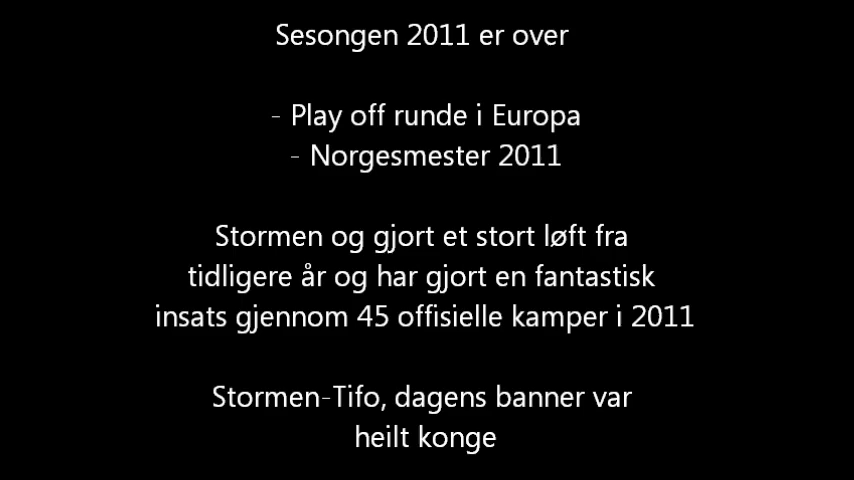 Sesongen 2011 er over
- Play off runde i Europa
- Norgesmester 2011
Stormen og gjort et stort løft fra
tidligere år og har gjort en fantastisk
insats gjennom 45 offisielle kamper i 2011
Stormen-Tifo, dagens banner var
heilt konge